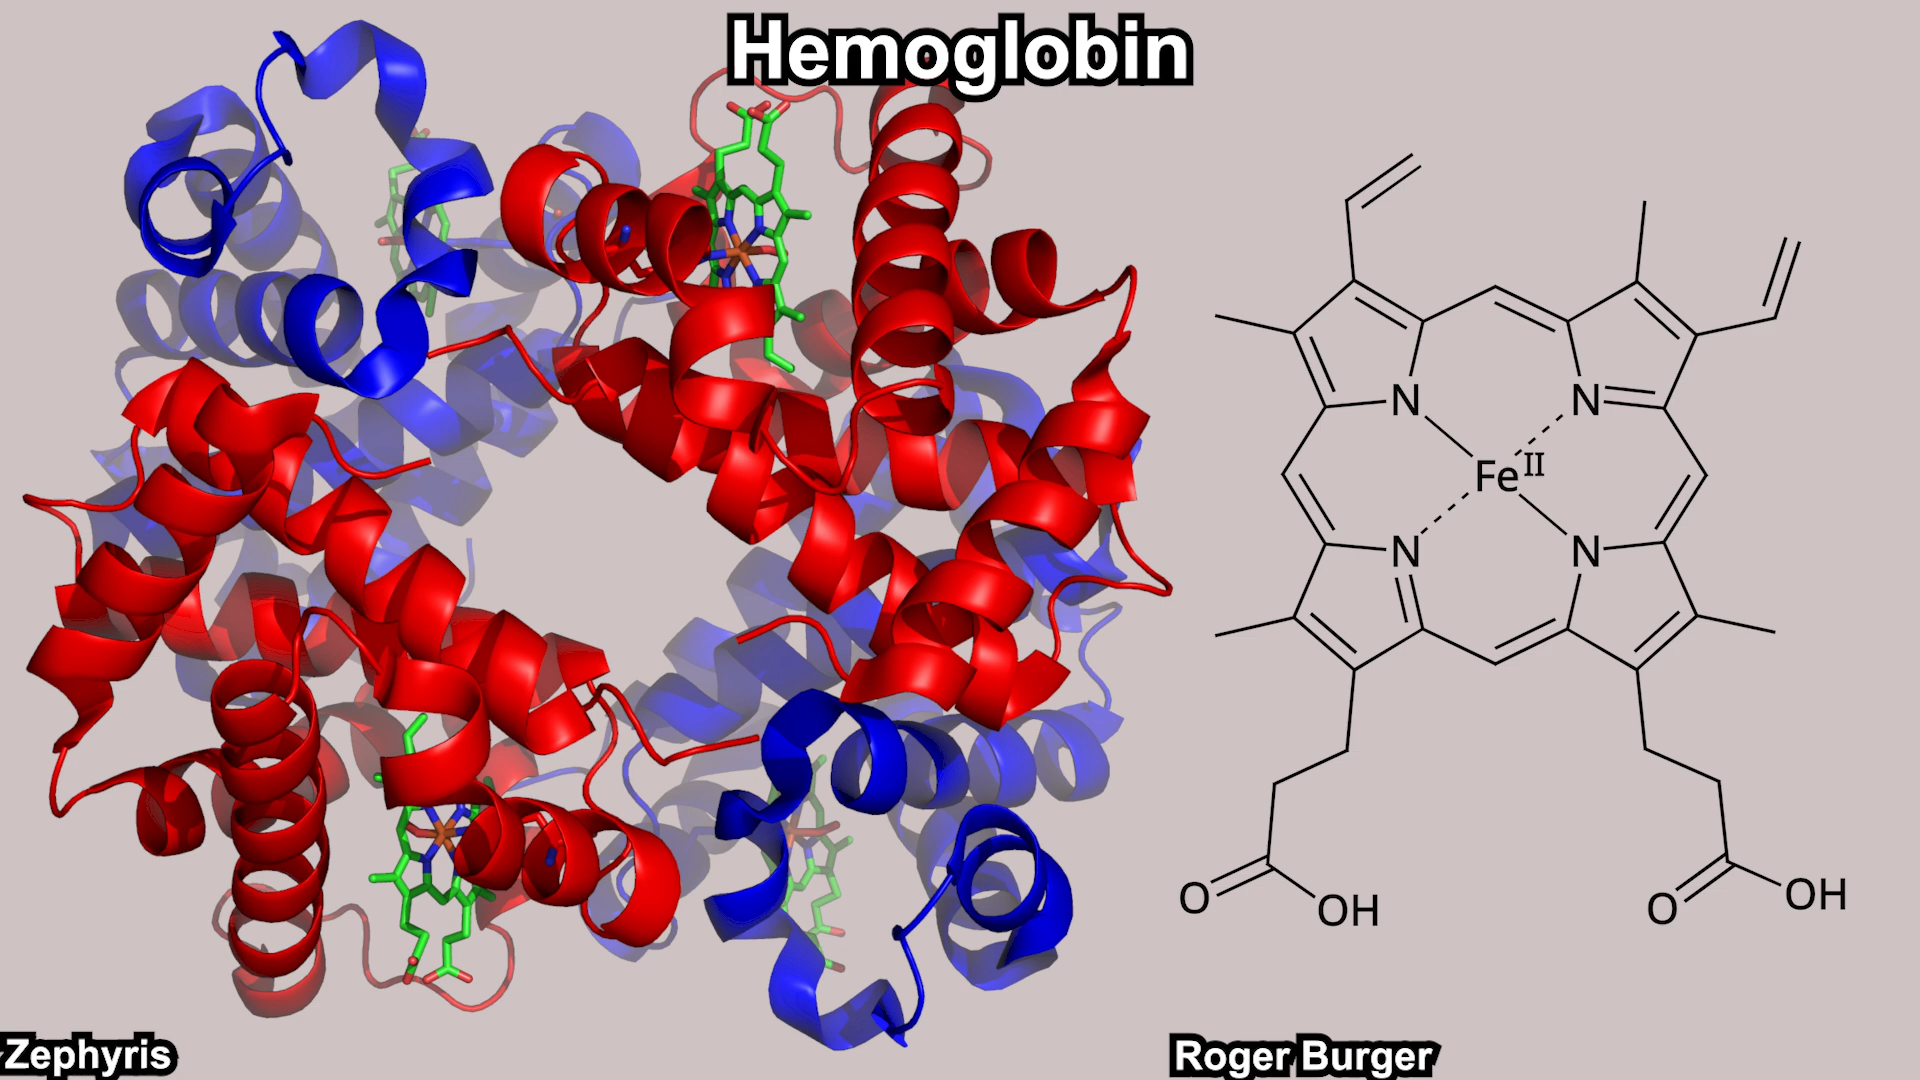 Hemoglobin
N
N
Fe II
N
N
O
OH
O
OH
Zephyris
Roger Burger